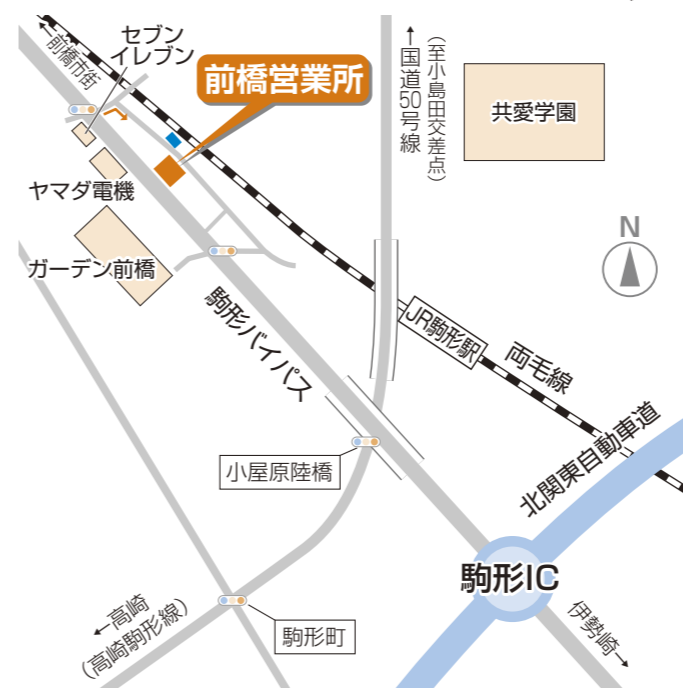 セブン
イレブン
←前橋市街
前橋営業所
←国道50号線
(至小島田交差点)
共愛学園
ヤマダ電機
ガーデン前橋
N
駒形バイパス
JR駒形駅
両毛線
小屋原陸橋
北関東自動車道
駒形IC
←高崎
(高崎駒形線)
駒形町
伊勢崎→